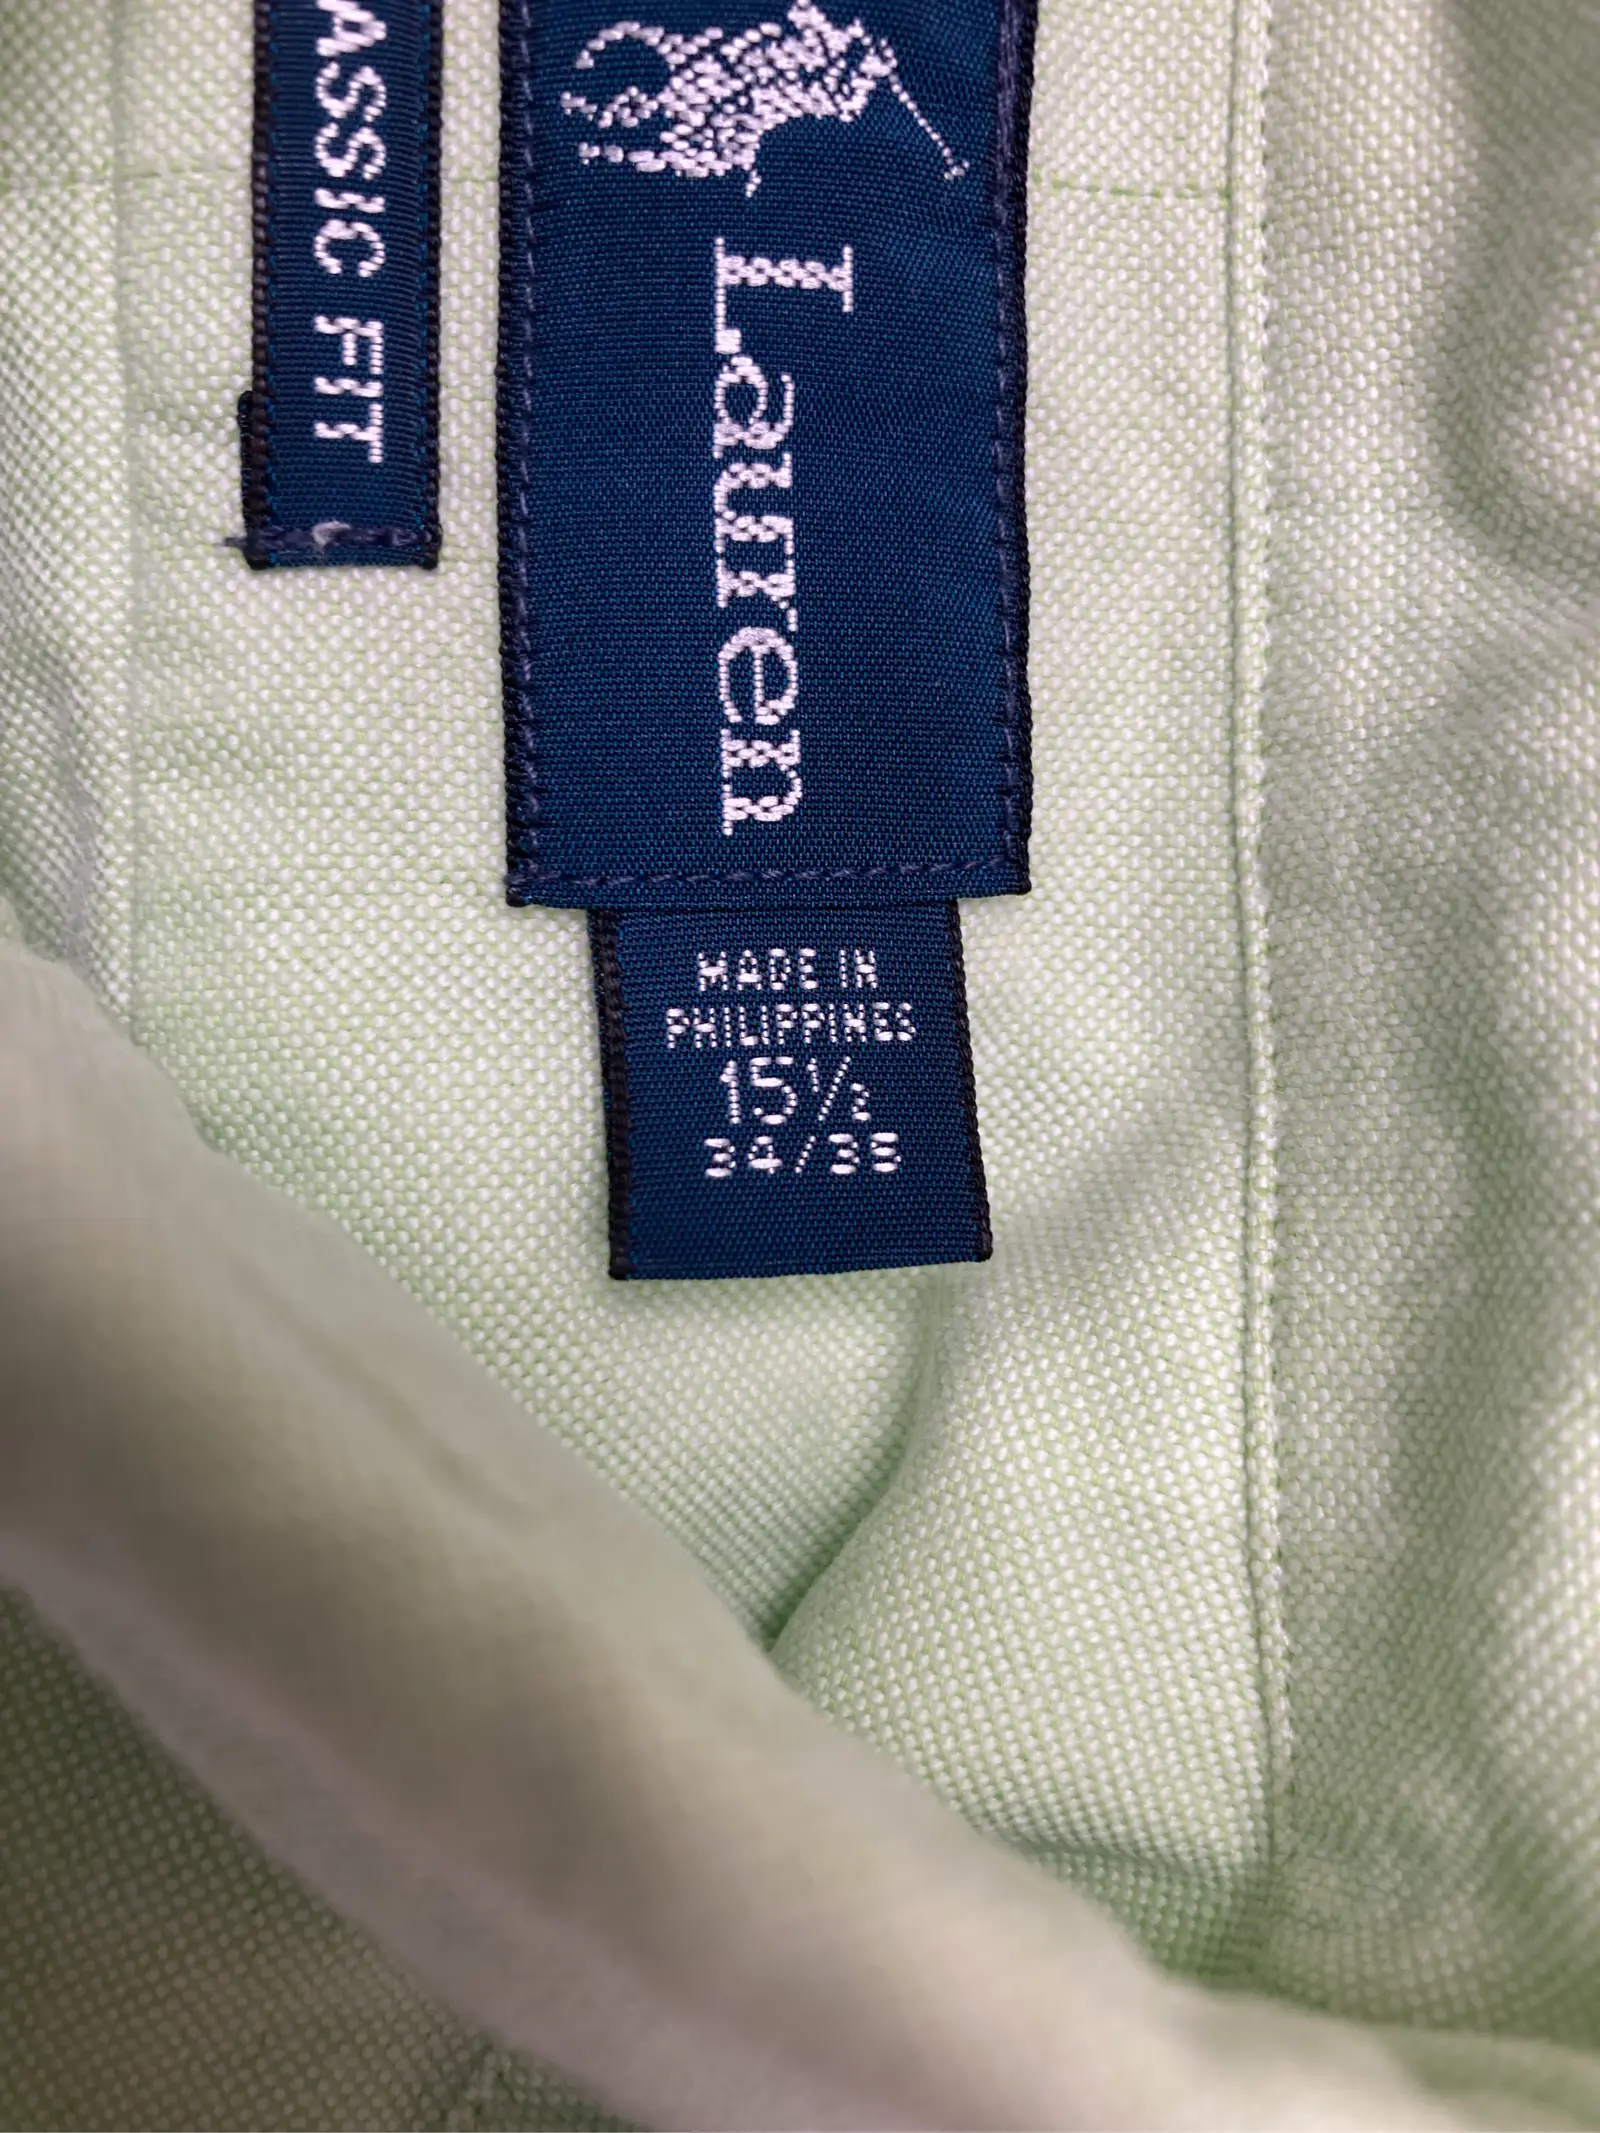 ASSIC FIT
Lauren
MADE IN
PHILIPPINES
15½
34/35